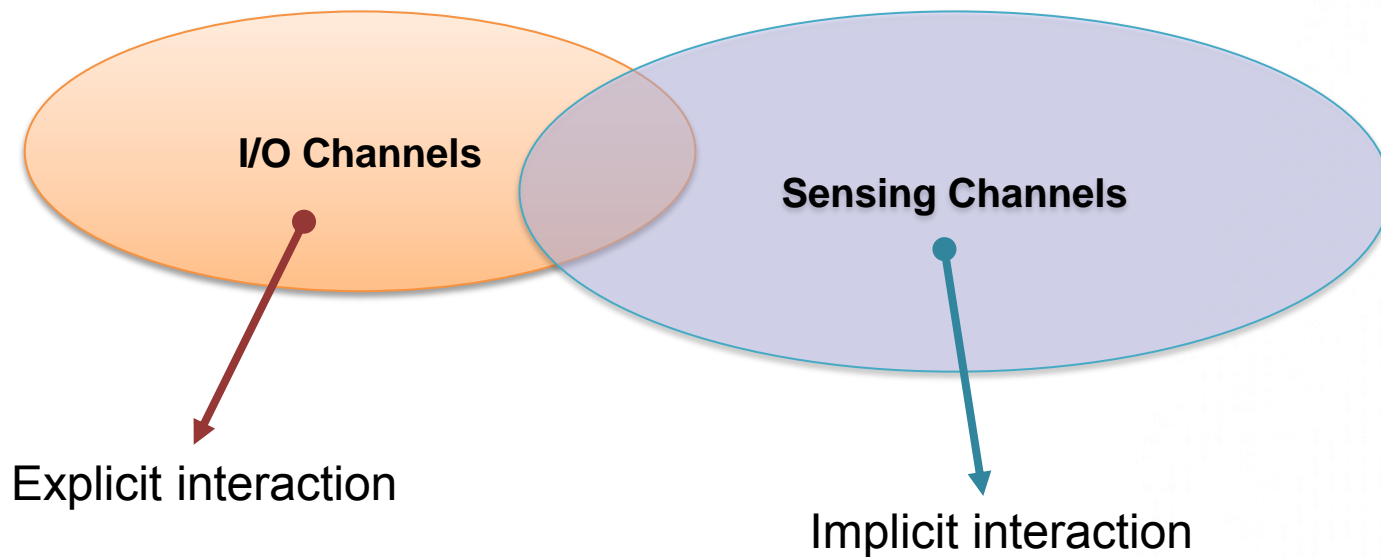 I/O Channels
Sensing Channels
Explicit interaction
Implicit interaction